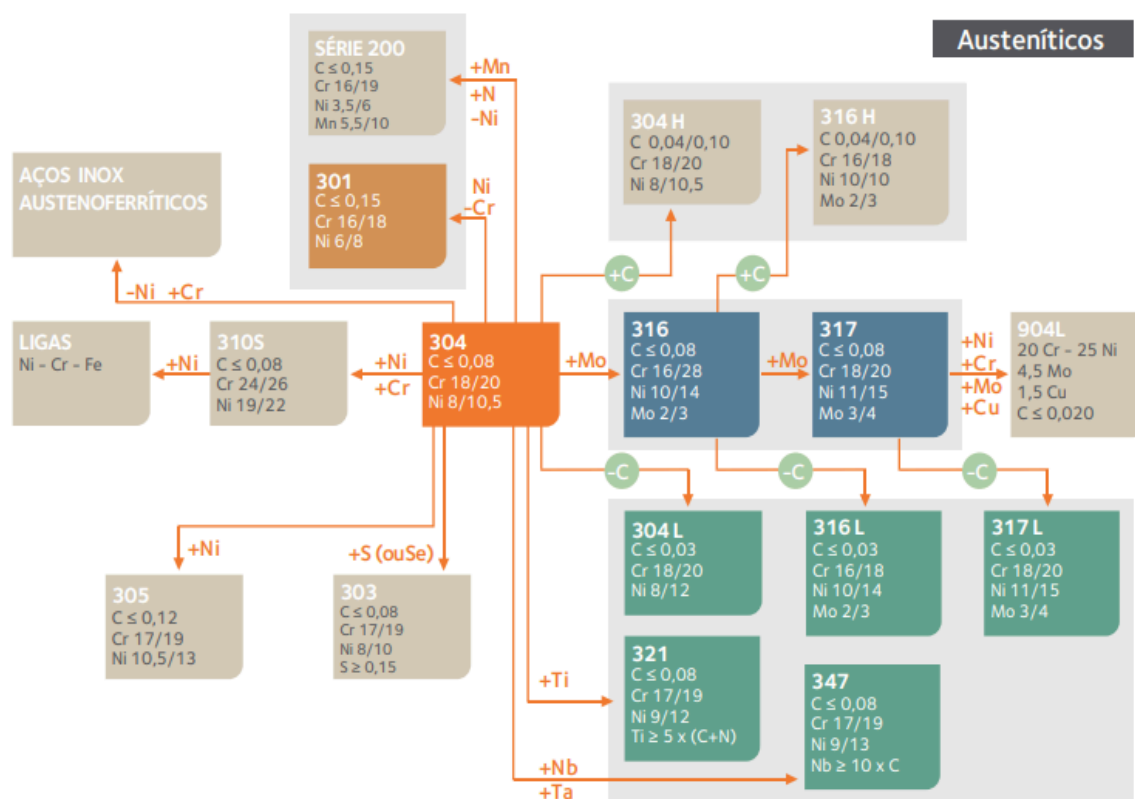 Austeníticos
SÉRIE 200
C ≤ 0,15
Cr 16/19
Ni 3,5/6
Mn 5,5/10
+Mn
+N
-Ni
301
C ≤ 0,15
Cr 16/18
Ni 6/8
Ni
-Cr
304 H
C 0,04/0,10
Cr 18/20
Ni 8/10,5
316 H
C 0,04/0,10
Cr 16/18
Ni 10/10
Mo 2/3
AÇOS INOX
AUSTENOFERRÍTICOS
-Ni +Cr
+C
+C
LIGAS
Ni - Cr - Fe
+Ni
310S
C ≤ 0,08
Cr 24/26
Ni 19/22
+Ni
+Cr
304
C ≤ 0,08
Cr 18/20
Ni 8/10,5
+Mo
316
C ≤ 0,08
Cr 16/28
Ni 10/14
Mo 2/3
+Mo
317
C ≤ 0,08
Cr 18/20
Ni 11/15
Mo 3/4
+Ni
+Cr
+Mo
+Cu
904L
20 Cr - 25 Ni
4,5 Mo
1,5 Cu
C ≤ 0,020
-C
-C
-C
+Ni
305
C ≤ 0,12
Cr 17/19
Ni 10,5/13
+S (ouSe)
303
C ≤ 0,08
Cr 17/19
Ni 8/10
S ≥ 0,15
304 L
C ≤ 0,03
Cr 18/20
Ni 8/12
316 L
C ≤ 0,03
Cr 16/18
Ni 10/14
Mo 2/3
317 L
C ≤ 0,03
Cr 18/20
Ni 11/15
Mo 3/4
+Ti
321
C ≤ 0,08
Cr 17/19
Ni 9/12
Ti ≥ 5 x (C+N)
+Nb
+Ta
347
C ≤ 0,08
Cr 17/19
Ni 9/13
Nb ≥ 10 x C